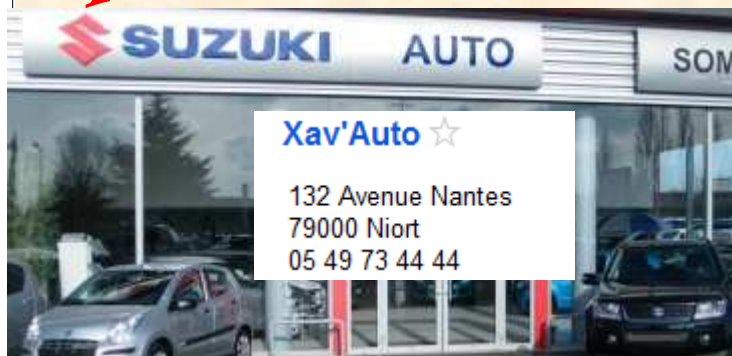 SUZUKI AUTO
SOM
Xav'Auto
132 Avenue Nantes
79000 Niort
05 49 73 44 44